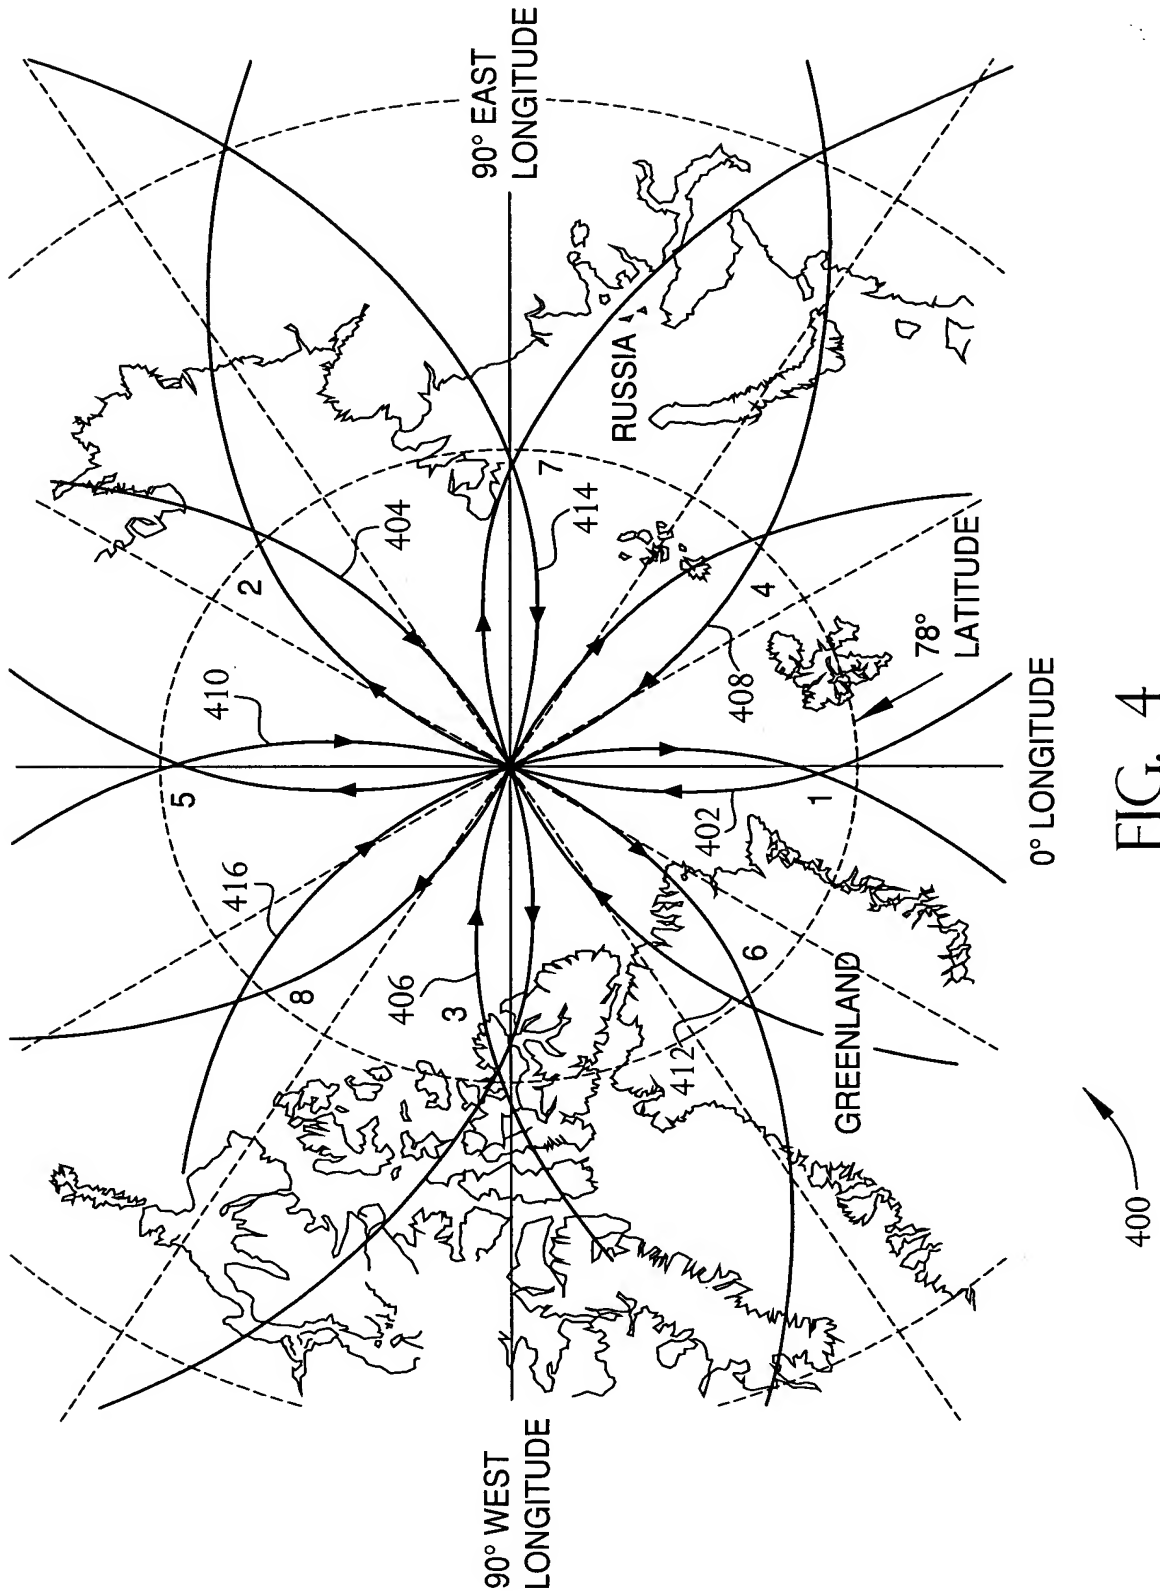 90° EAST
LONGITUDE
RUSSIA
404
2
7
414
4
410
408
78°
LATITUDE
5
1
402
0° LONGITUDE
416
8
406
3
6
412
GREENLAND
90° WEST
LONGITUDE
400
FIG. 4